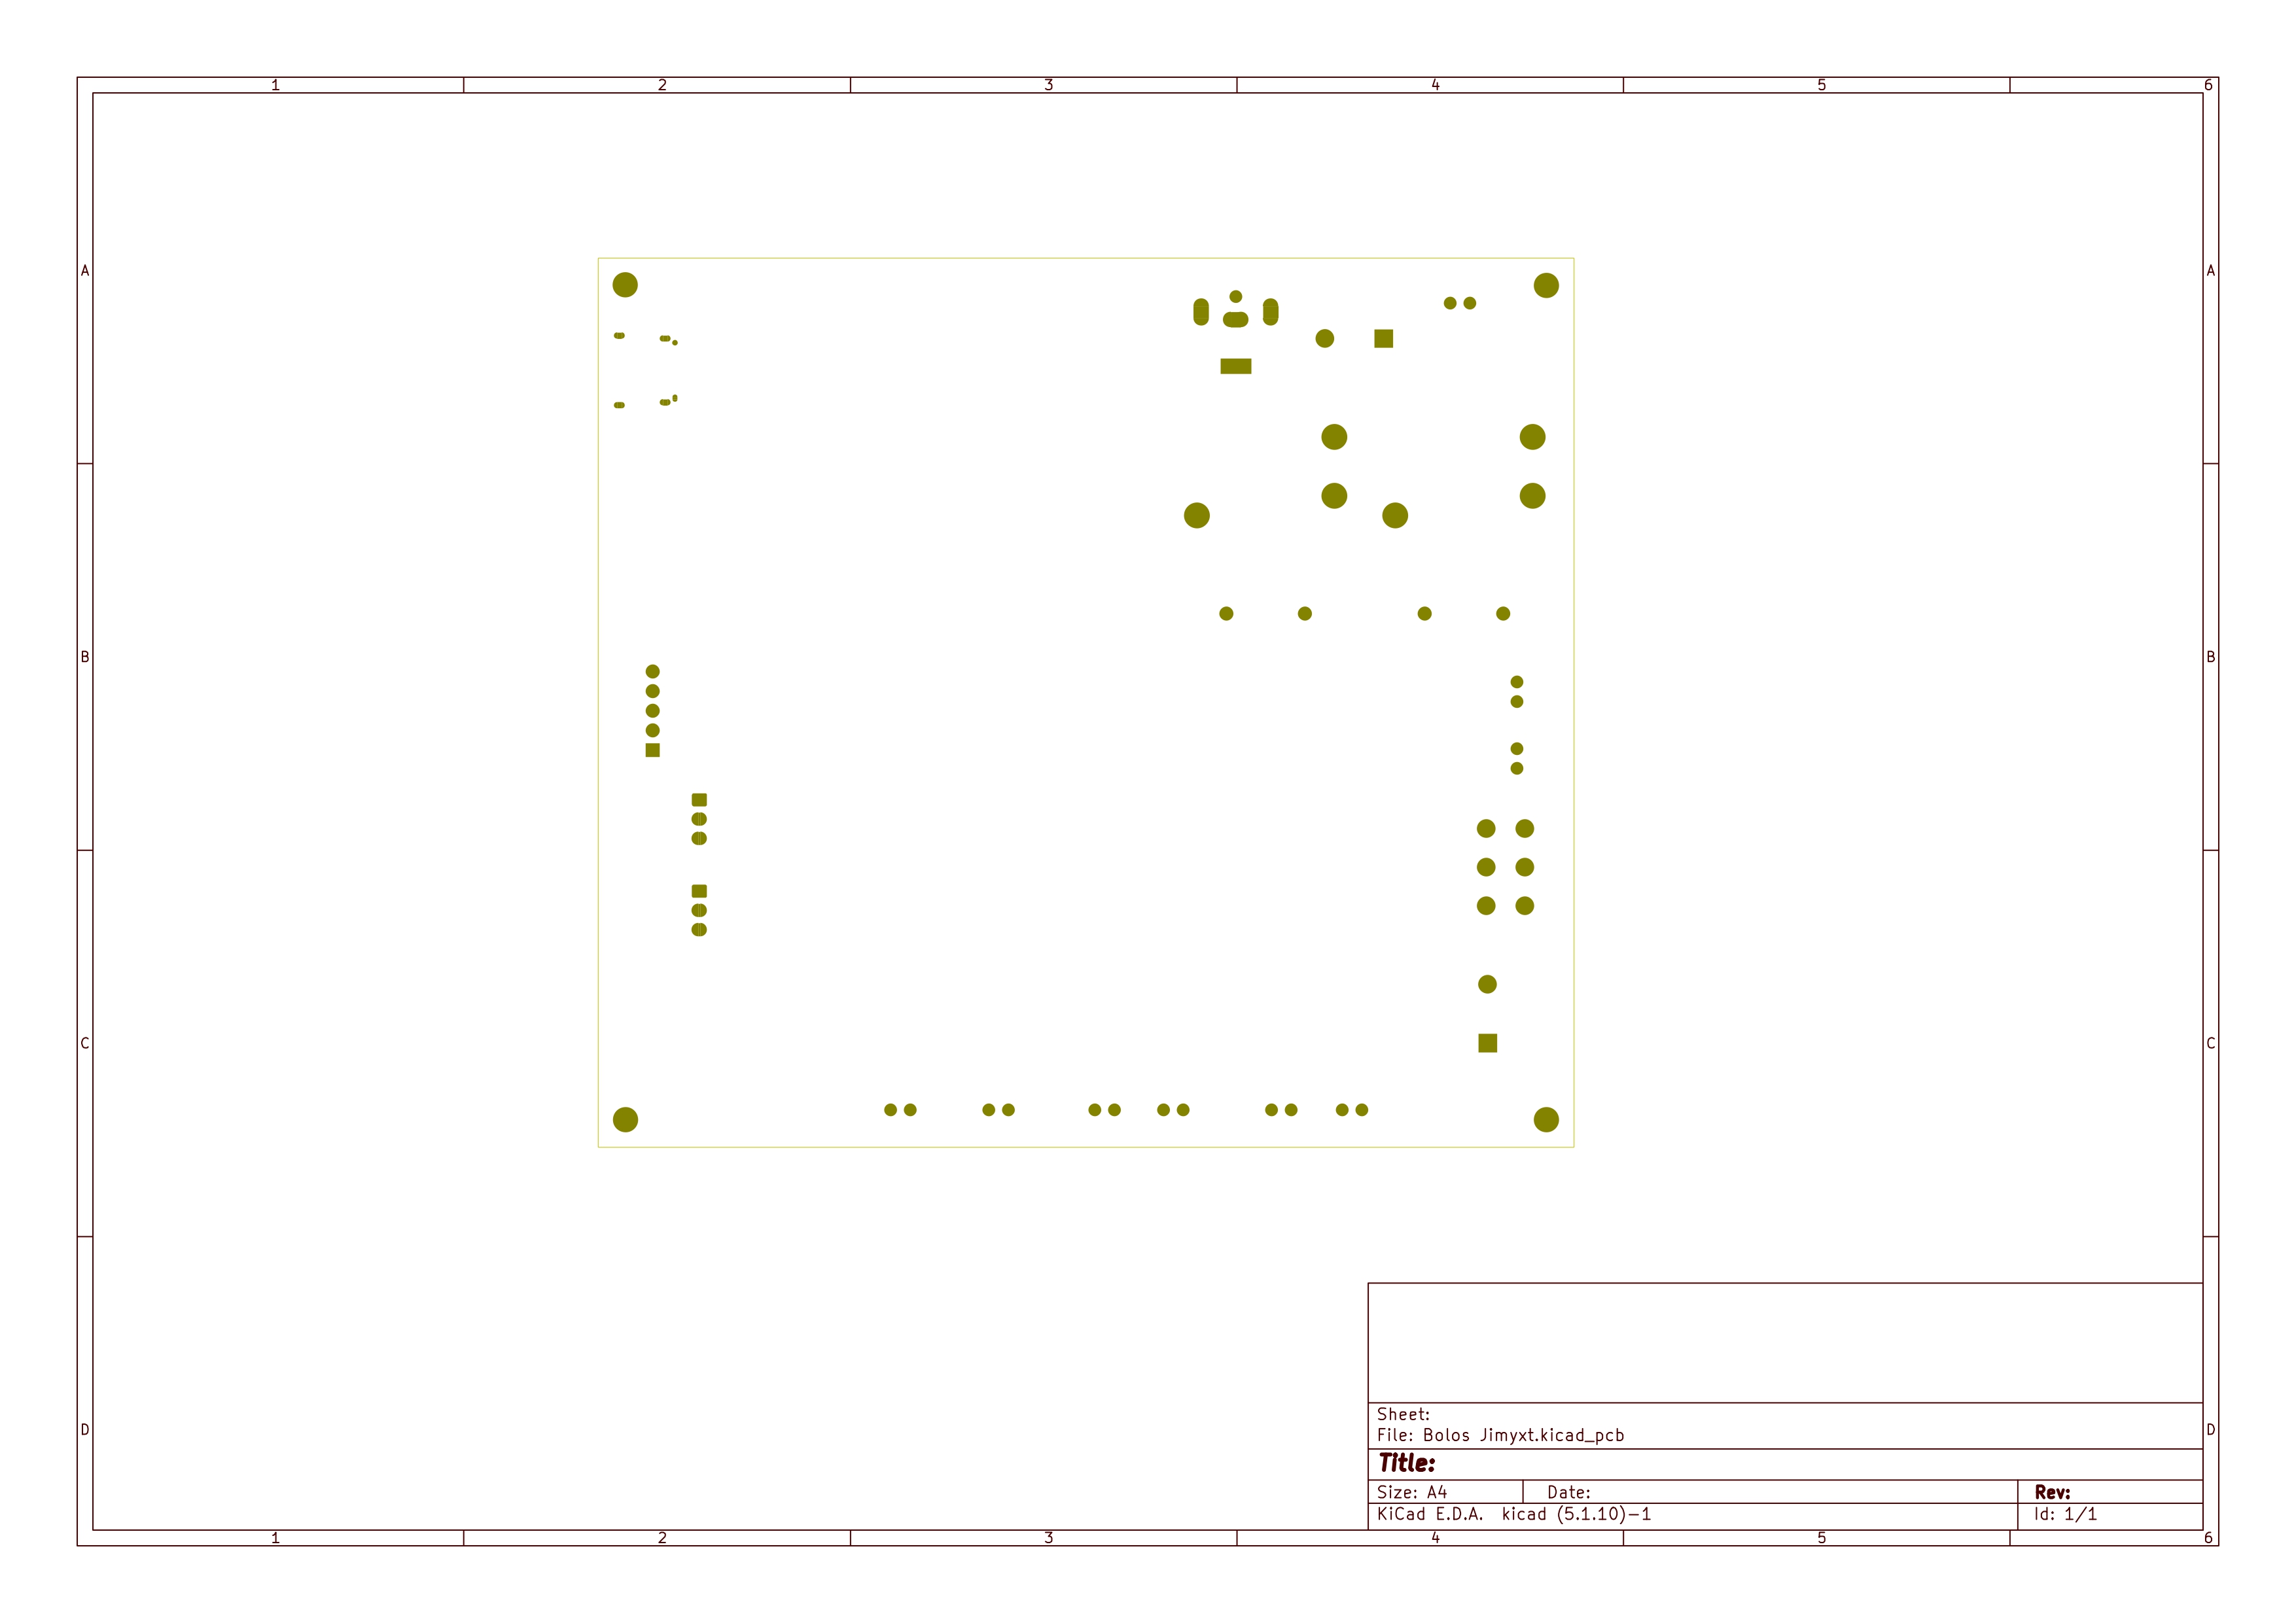 1 2 3 4 5 6
A A
B B
C C
D D
Sheet:
File: Bolos Jimyxt.kicad_pcb
Title:
Size: A4 Date: Rev:
KiCad E.D.A. kicad (5.1.10)-1 Id: 1/1
1 2 3 4 5 6